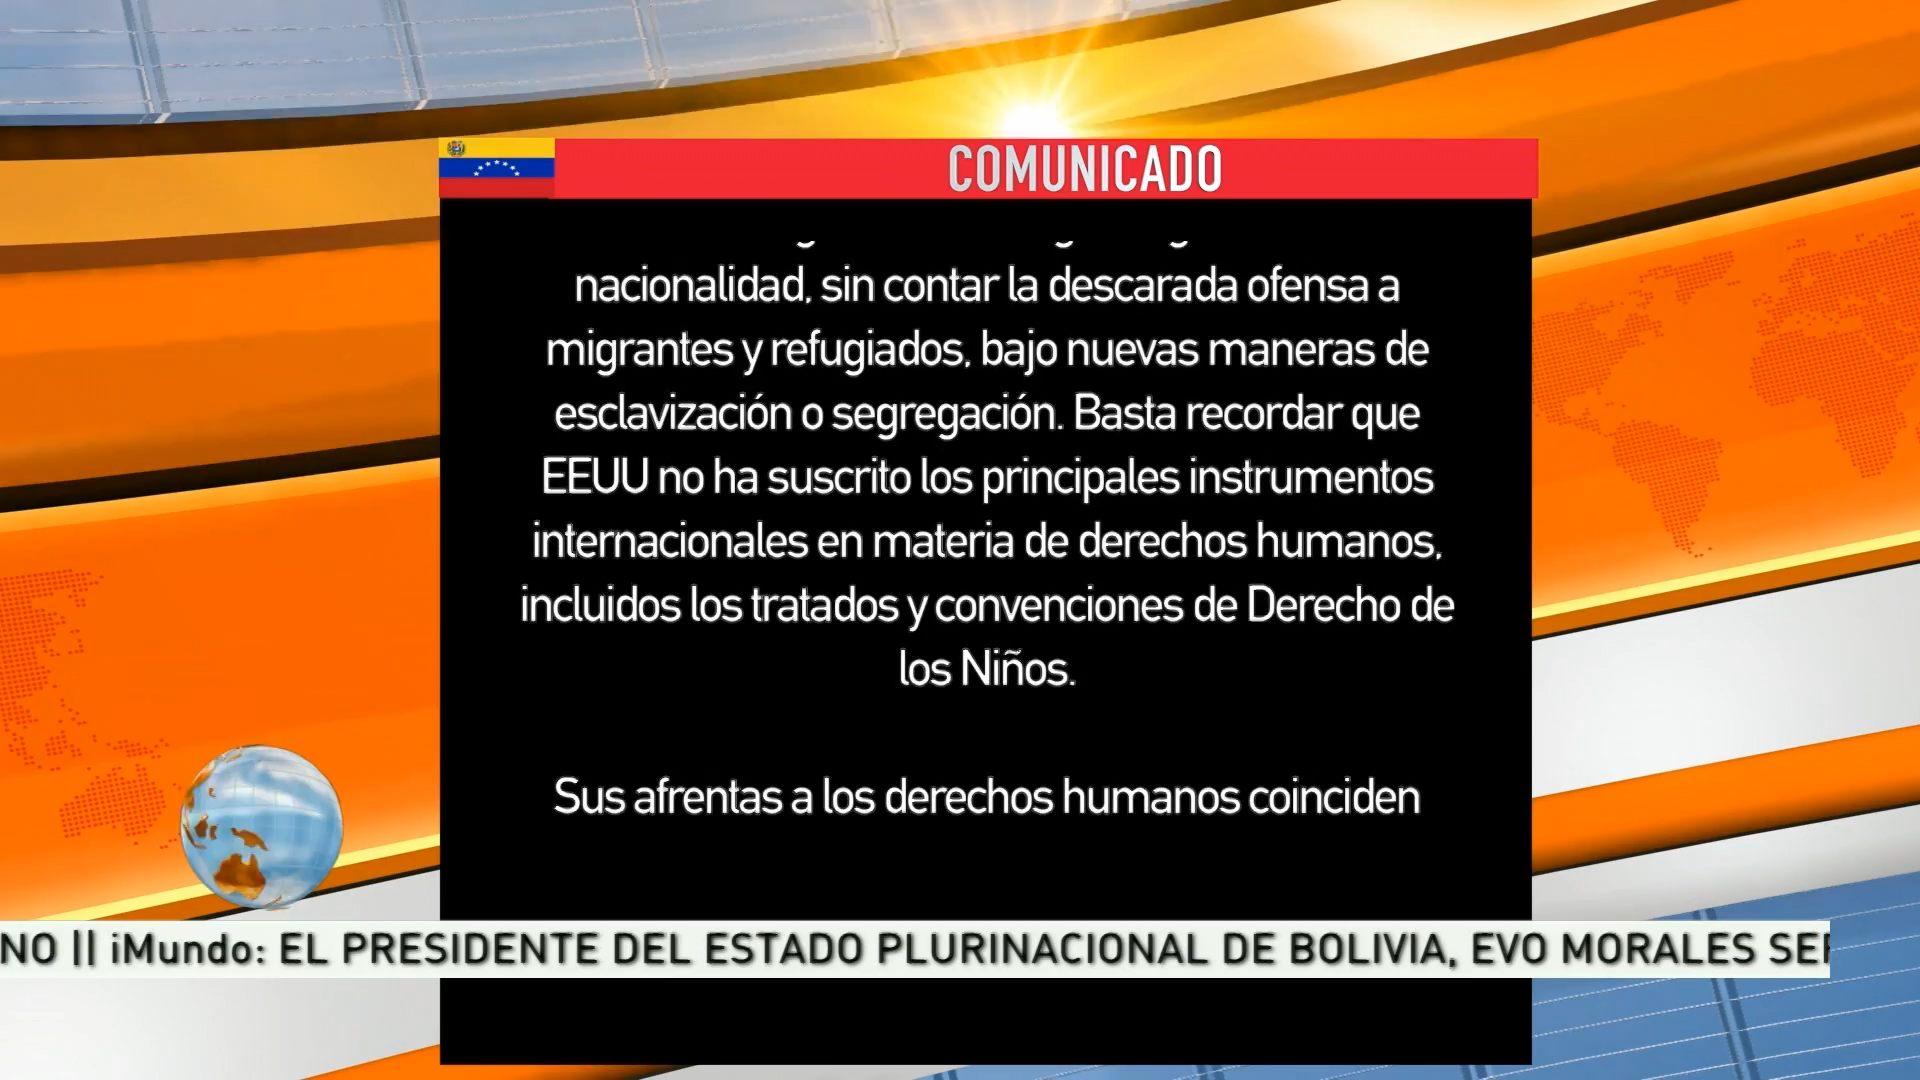 COMUNICADO
nacionalidad, sin contar la descarada ofensa a
migrantes y refugiados, bajo nuevas maneras de
esclavización o segregación. Basta recordar que
EEUU no ha suscrito los principales instrumentos
internacionales en materia de derechos humanos,
incluidos los tratados y convenciones de Derecho de
los Niños.
Sus afrentas a los derechos humanos coinciden
NO || iMundo: EL PRESIDENTE DEL ESTADO PLURINACIONAL DE BOLIVIA, EVO MORALES